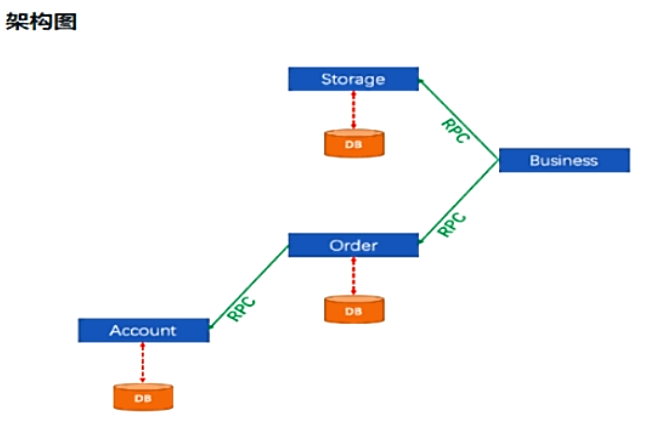 架构图
Storage
RPC
DB
Business
RPC
Order
RPC
DB
Account
DB